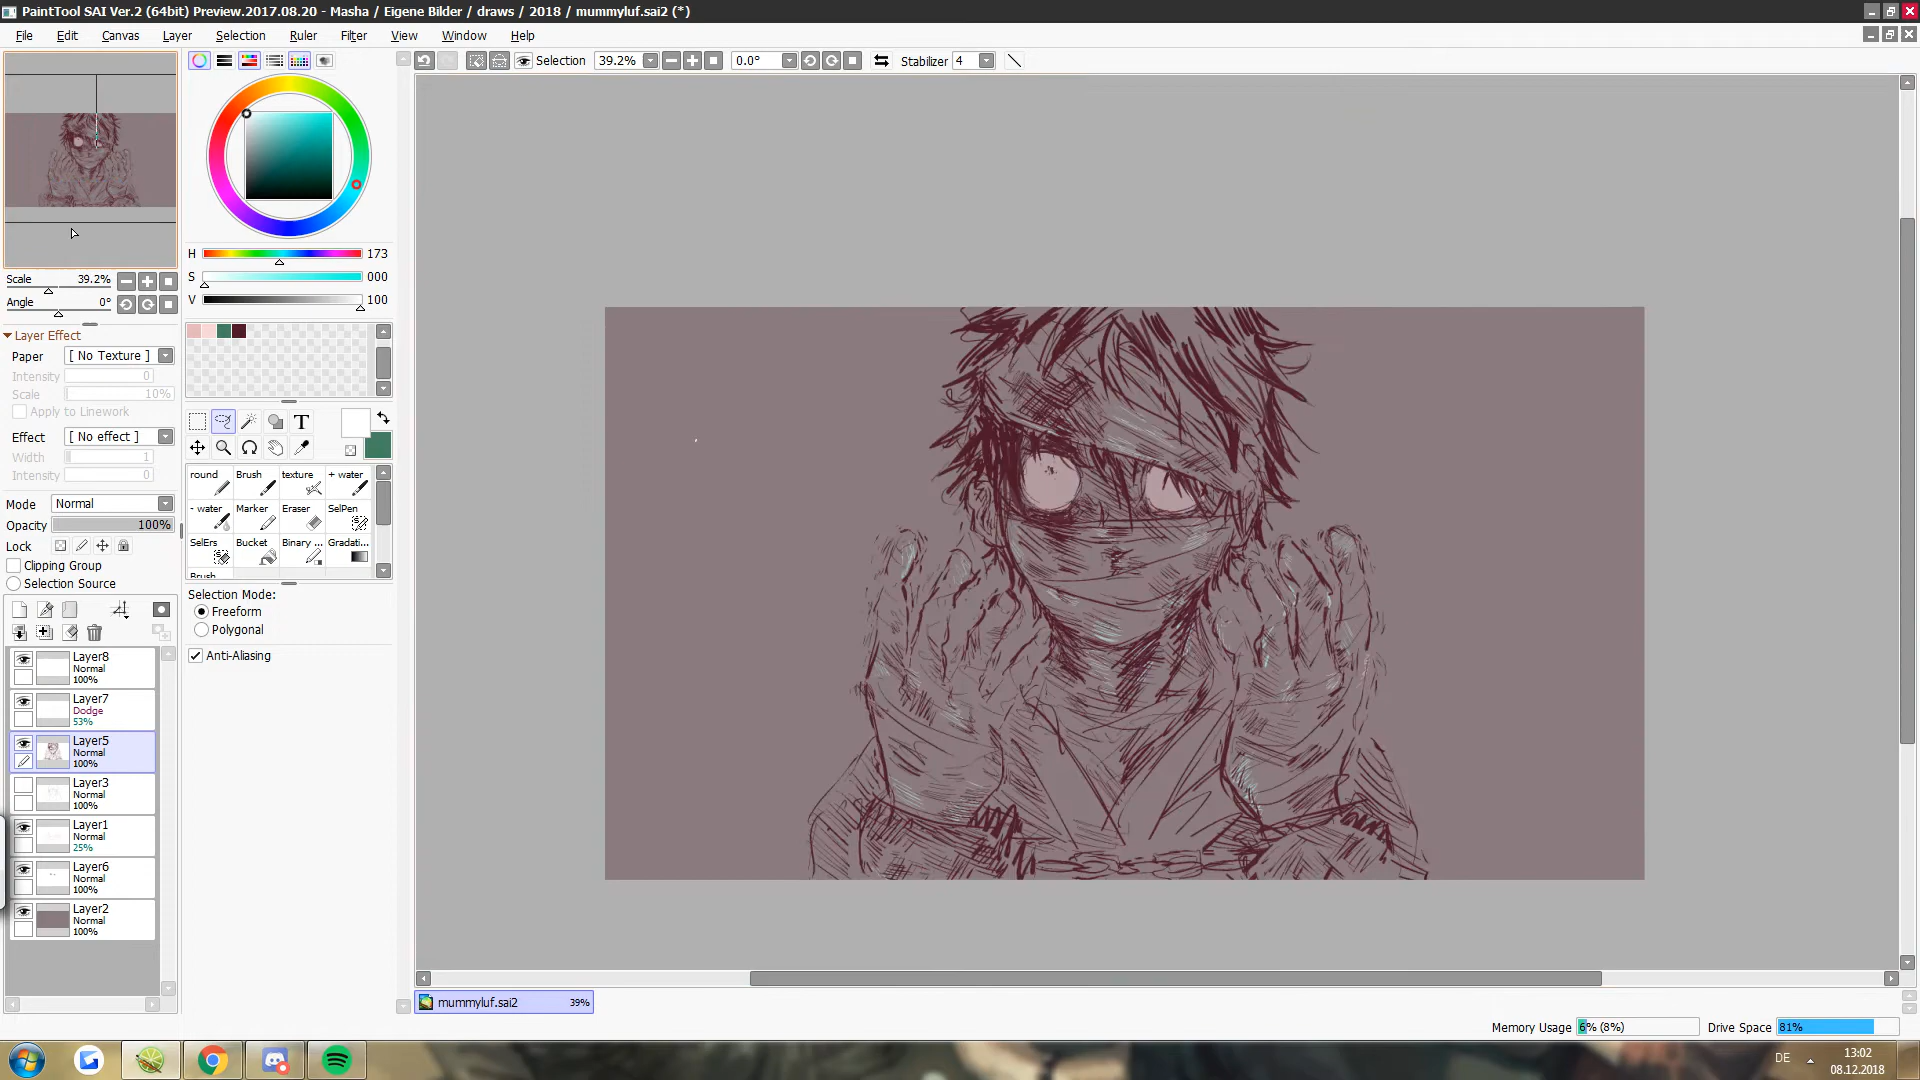 PaintTool SAI Ver.2 (64bit) Preview.2017.08.20 - Masha / Eigene Bilder / draws / 2018 / mummyluf.sai2 (*)
File Edit Canvas Layer Selection Ruler Filter View Window Help
Selection 39.2% 0.0° Stabilizer 4
H 173
S 000
V 100
Scale 39.2%
Angle 0°
Layer Effect
Paper [ No Texture ]
Intensity 0
Scale 10%
Apply to Linework
Effect [ No effect ]
Width 1
Intensity 0
Mode Normal
Opacity 100%
Lock
Clipping Group
Selection Source
T
round Brush texture + water
- water Marker Eraser SelPen
SelErs Bucket Binary ... Gradati...
Brush
Selection Mode:
Freeform
Polygonal
Anti-Aliasing
Layer8
Normal
100%
Layer7
Dodge
53%
Layer5
Normal
100%
Layer3
Normal
100%
Layer1
Normal
25%
Layer6
Normal
100%
Layer2
Normal
100%
mummyluf.sai2 39%
Memory Usage 6% (8%) Drive Space 81%
DE 13:02
08.12.2018